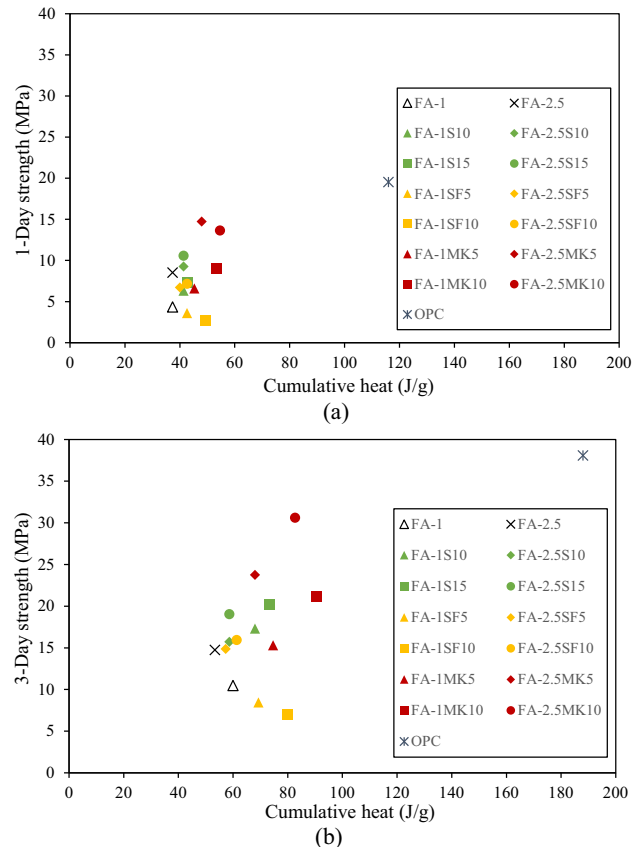 40
35
30
25
20
15
10
5
0
1-Day strength (MPa)
FA-1 FA-2.5
FA-1S10 FA-2.5S10
FA-1S15 FA-2.5S15
FA-1SF5 FA-2.5SF5
FA-1SF10 FA-2.5SF10
FA-1MK5 FA-2.5MK5
FA-1MK10 FA-2.5MK10
OPC
0 20 40 60 80 100 120 140 160 180 200
Cumulative heat (J/g)
(a)
40
35
30
25
20
15
10
5
0
3-Day strength (MPa)
FA-1 FA-2.5
FA-1S10 FA-2.5S10
FA-1S15 FA-2.5S15
FA-1SF5 FA-2.5SF5
FA-1SF10 FA-2.5SF10
FA-1MK5 FA-2.5MK5
FA-1MK10 FA-2.5MK10
OPC
0 20 40 60 80 100 120 140 160 180 200
Cumulative heat (J/g)
(b)